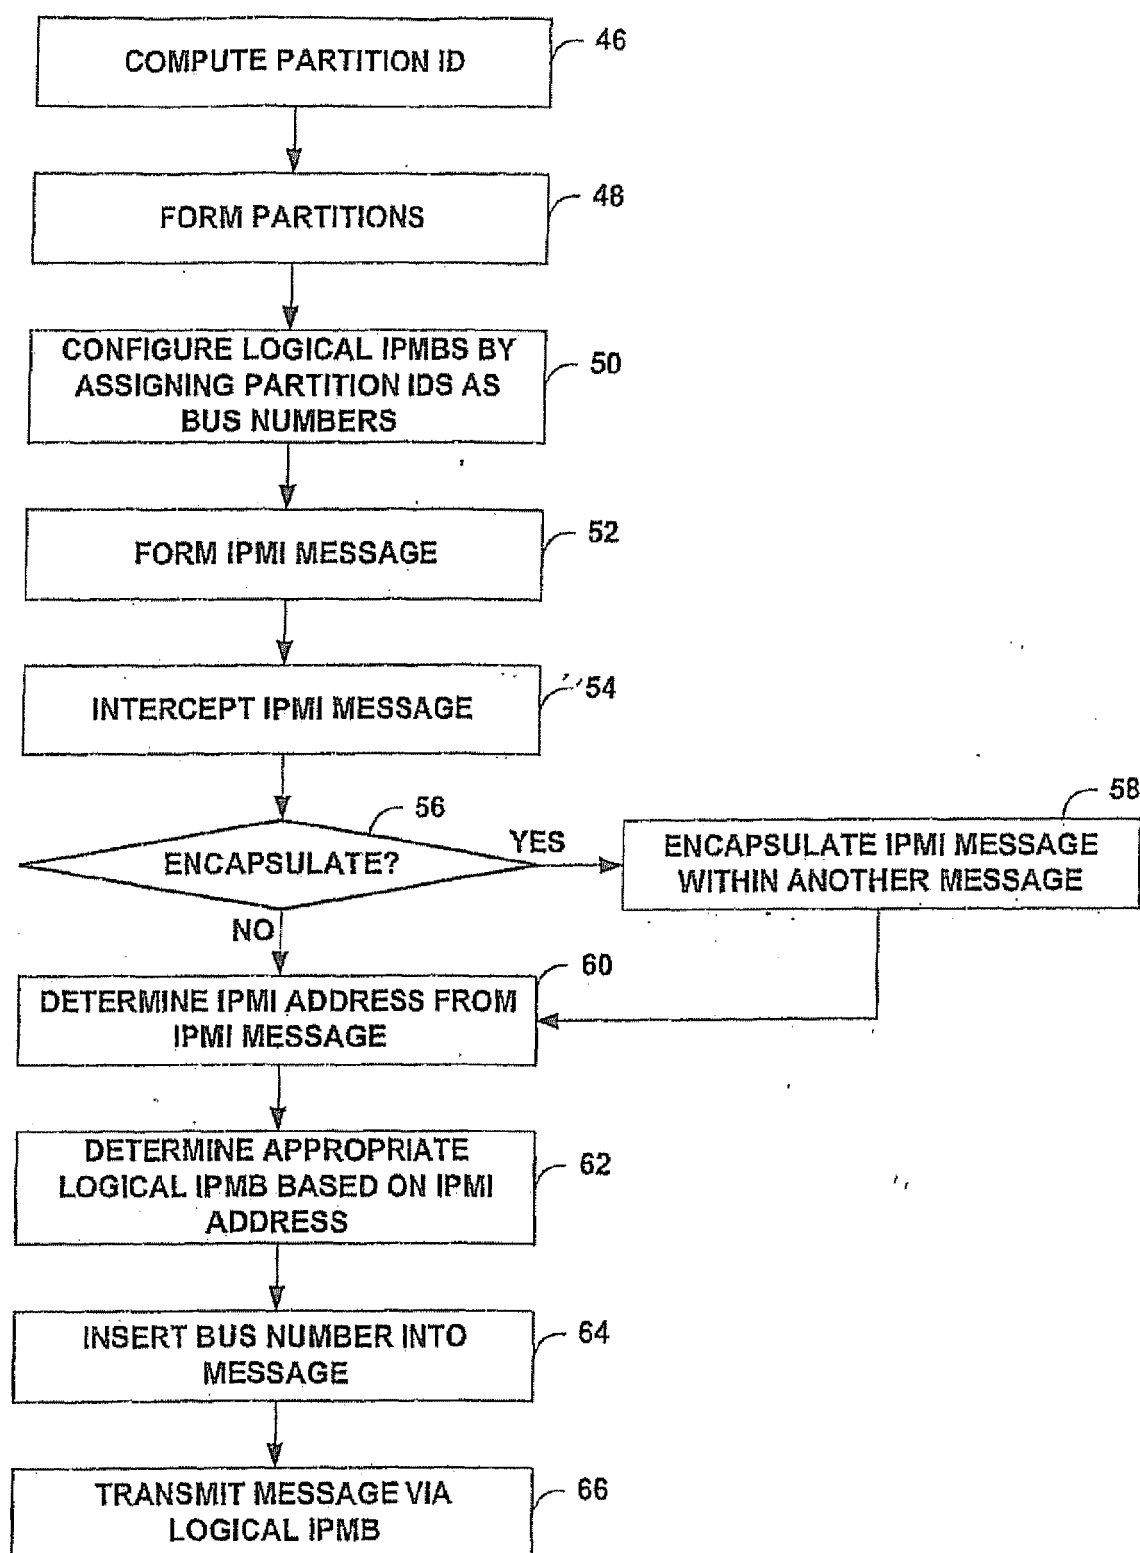 COMPUTE PARTITION ID
46
FORM PARTITIONS
48
CONFIGURE LOGICAL IPMBS BY
ASSIGNING PARTITION IDS AS
BUS NUMBERS
50
FORM IPMI MESSAGE
52
INTERCEPT IPMI MESSAGE
54
ENCAPSULATE?
56
YES
NO
ENCAPSULATE IPMI MESSAGE
WITHIN ANOTHER MESSAGE
58
DETERMINE IPMI ADDRESS FROM
IPMI MESSAGE
60
DETERMINE APPROPRIATE
LOGICAL IPMB BASED ON IPMI
ADDRESS
62
INSERT BUS NUMBER INTO
MESSAGE
64
TRANSMIT MESSAGE VIA
LOGICAL IPMB
66